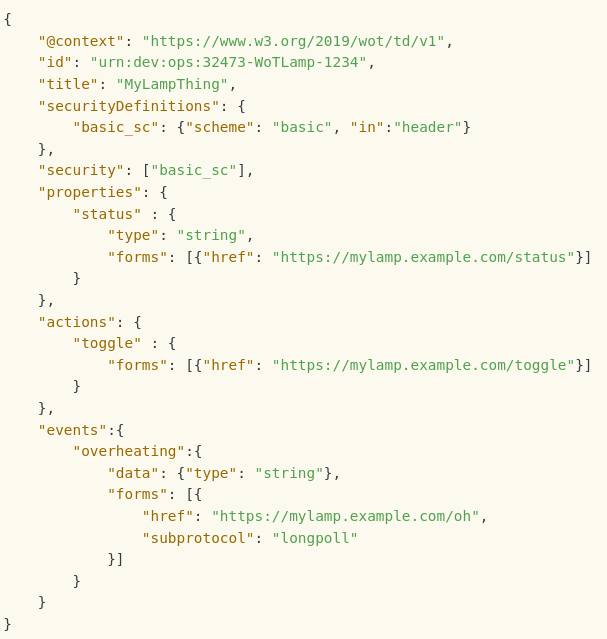 {
    "@context": "https://www.w3.org/2019/wot/td/v1",
    "id": "urn:dev:ops:32473-WoTLamp-1234",
    "title": "MyLampThing",
    "securityDefinitions": {
        "basic_sc": {"scheme": "basic", "in":"header"}
    },
    "security": ["basic_sc"],
    "properties": {
        "status" : {
            "type": "string",
            "forms": [{"href": "https://mylamp.example.com/status"}]
        }
    },
    "actions": {
        "toggle" : {
            "forms": [{"href": "https://mylamp.example.com/toggle"}]
        }
    },
    "events":{
        "overheating":{
            "data": {"type": "string"},
            "forms": [{
                "href": "https://mylamp.example.com/oh",
                "subprotocol": "longpoll"
            }]
        }
    }
}